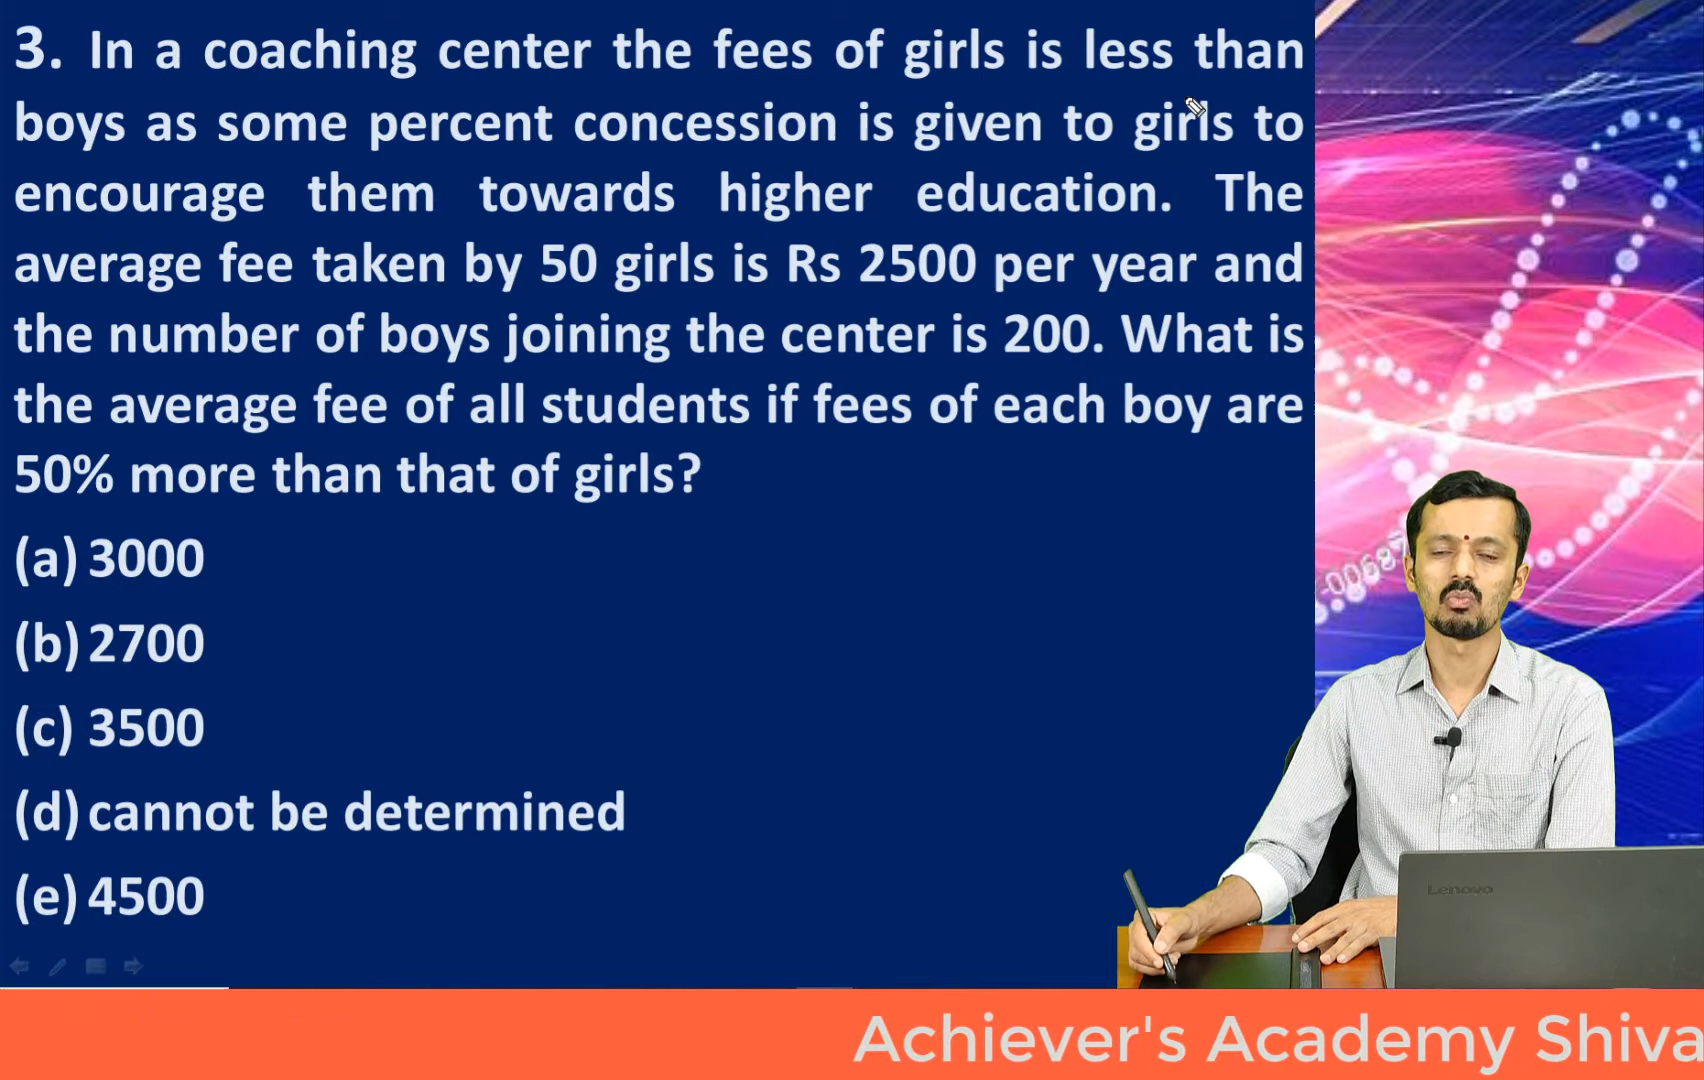 3. In a coaching center the fees of girls is less than
boys as some percent concession is given to girls to
encourage them towards higher education. The
average fee taken by 50 girls is Rs 2500 per year and
the number of boys joining the center is 200. What is
the average fee of all students if fees of each boy are
50% more than that of girls?
(a) 3000
(b) 2700
(c) 3500
(d) cannot be determined
(e) 4500
-00687
Lenovo
Achiever's Academy Shiva